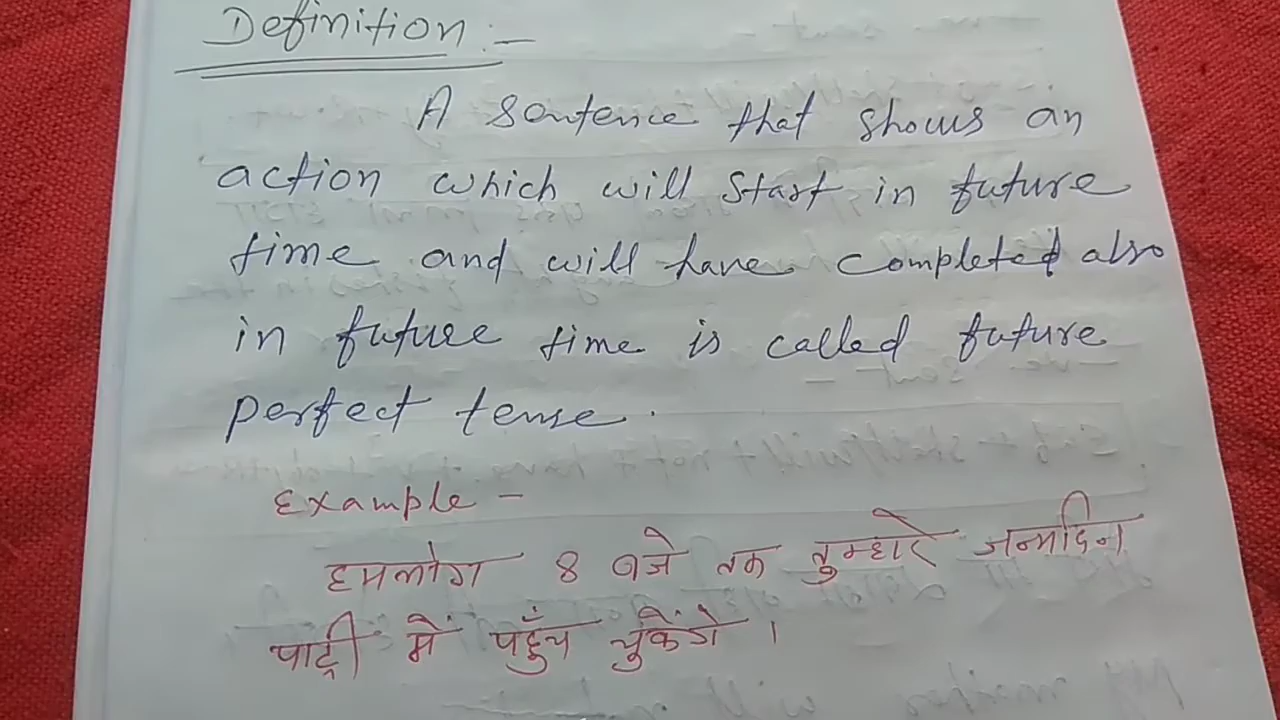 Definition :-
A sentence that shows an
action which will start in future
time and will have completed also
in future time is called future
perfect tense.
Example -
हमलोग 8 बजे तक तुम्हारे जन्मदिन
पार्ट्री में पहुँच चुकेंगे ।